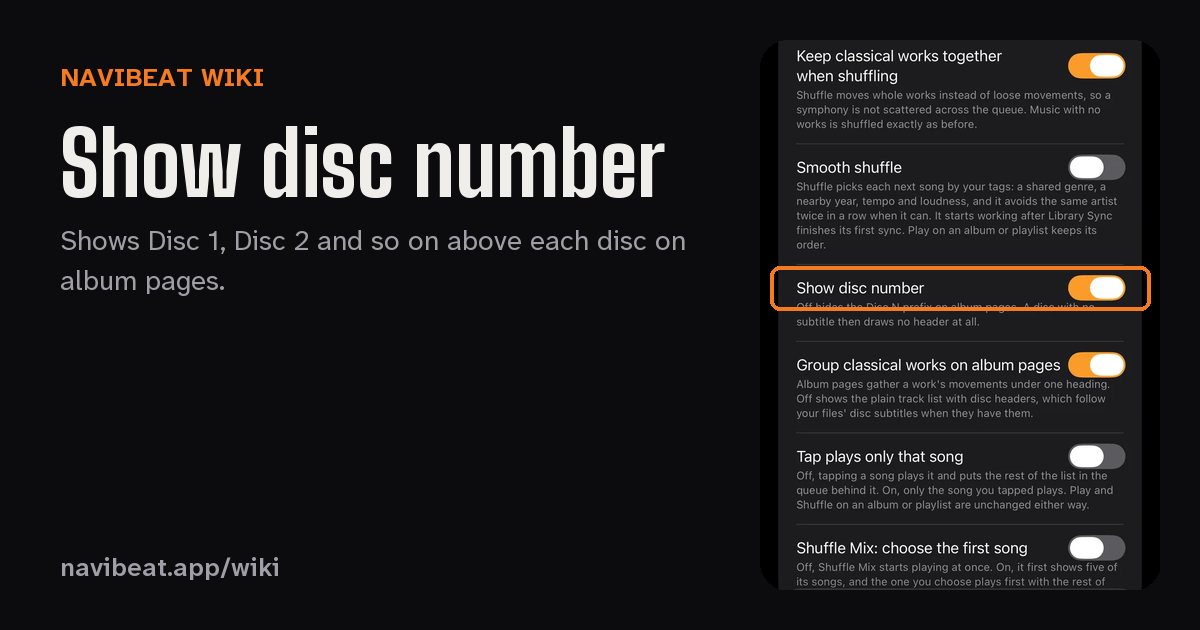 NAVIBEAT WIKI
Show disc number
Shows Disc 1, Disc 2 and so on above each disc on
album pages.
navibeat.app/wiki
Keep classical works together
when shuffling
Shuffle moves whole works instead of loose movements, so a
symphony is not scattered across the queue. Music with no
works is shuffled exactly as before.
Smooth shuffle
Shuffle picks each next song by your tags: a shared genre, a
nearby year, tempo and loudness, and it avoids the same artist
twice in a row when it can. It starts working after Library Sync
finishes its first sync. Play on an album or playlist keeps its
order.
Show disc number
Off hides the Disc N prefix on album pages. A disc with no
subtitle then draws no header at all.
Group classical works on album pages
Album pages gather a work's movements under one heading.
Off shows the plain track list with disc headers, which follow
your files' disc subtitles when they have them.
Tap plays only that song
Off, tapping a song plays it and puts the rest of the list in the
queue behind it. On, only the song you tapped plays. Play and
Shuffle on an album or playlist are unchanged either way.
Shuffle Mix: choose the first song
Off, Shuffle Mix starts playing at once. On, it first shows five of
its songs, and the one you choose plays first with the rest of